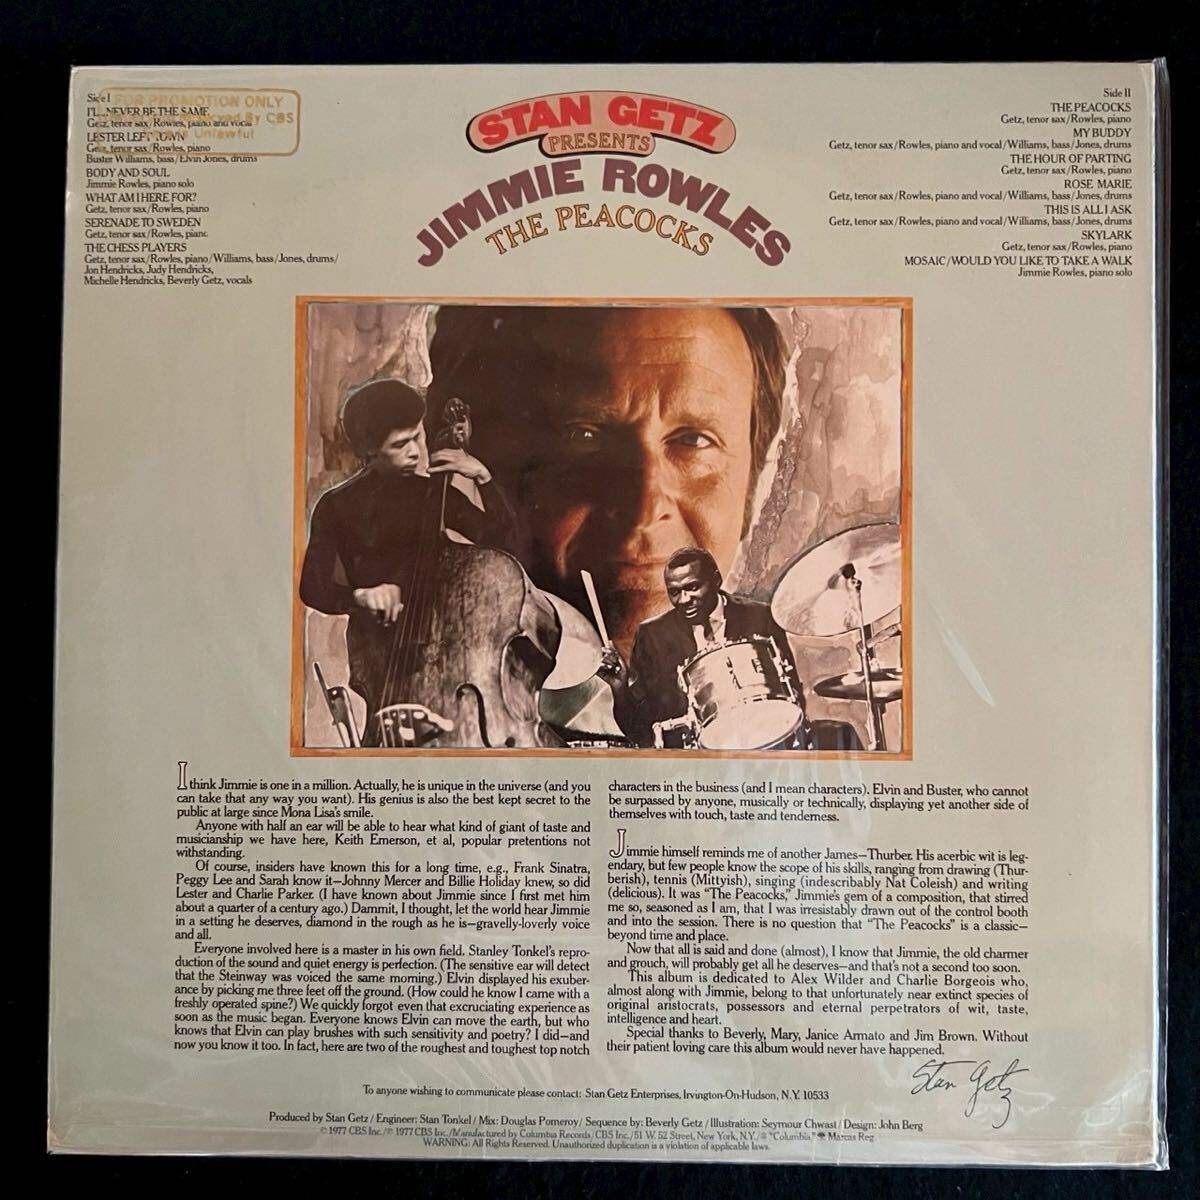 Side I
FOR PROMOTION ONLY
by CBS
Unlawful
I'LL NEVER BE THE SAME
Getz, tenor sax/Rowles, piano and vocal
LESTER LEFT TOWN
Getz, tenor sax/Rowles, piano
Buster Williams, bass/Elvin Jones, drums
BODY AND SOUL
Jimmie Rowles, piano solo
WHAT AM I HERE FOR?
Getz, tenor sax/Rowles, piano
SERENADE TO SWEDEN
Getz, tenor sax/Rowles, piano
THE CHESS PLAYERS
Getz, tenor sax/Rowles, piano/Williams, bass/Jones, drums/
Jon Hendricks, Judy Hendricks,
Michelle Hendricks, Beverly Getz, vocals
STAN GETZ
PRESENTS
JIMMIE ROWLES
THE PEACOCKS
Side II
THE PEACOCKS
Getz, tenor sax/Rowles, piano
MY BUDDY
Getz, tenor sax/Rowles, piano and vocal/Williams, bass/Jones, drums
THE HOUR OF PARTING
Getz, tenor sax/Rowles, piano
ROSE MARIE
Getz, tenor sax/Rowles, piano and vocal/Williams, bass/Jones, drums
THIS IS ALL I ASK
Getz, tenor sax/Rowles, piano and vocal/Williams, bass/Jones, drums
SKYLARK
Getz, tenor sax/Rowles, piano
MOSAIC/WOULD YOU LIKE TO TAKE A WALK
Jimmie Rowles, piano solo
I think Jimmie is one in a million. Actually, he is unique in the universe (and you
can take that any way you want). His genius is also the best kept secret to the
public at large since Mona Lisa's smile.
Anyone with half an ear will be able to hear what kind of giant of taste and
musicianship we have here, Keith Emerson, et al, popular pretentions not
withstanding.
Of course, insiders have known this for a long time, e.g., Frank Sinatra,
Peggy Lee and Sarah know it—Johnny Mercer and Billie Holiday knew, so did
Lester and Charlie Parker. (I have known about Jimmie since I first met him
about a quarter of a century ago.) Dammit, I thought, let the world hear Jimmie
in a setting he deserves, diamond in the rough as he is—gravelly-loverly voice
and all.
Everyone involved here is a master in his own field. Stanley Tonkel's repro-
duction of the sound and quiet energy is perfection. (The sensitive ear will detect
that the Steinway was voiced the same morning.) Elvin displayed his exuber-
ance by picking me three feet off the ground. (How could he know I came with a
freshly operated spine?) We quickly forgot even that excruciating experience as
soon as the music began. Everyone knows Elvin can move the earth, but who
knows that Elvin can play brushes with such sensitivity and poetry? I did—and
now you know it too. In fact, here are two of the roughest and toughest top notch
characters in the business (and I mean characters). Elvin and Buster, who cannot
be surpassed by anyone, musically or technically, displaying yet another side of
themselves with touch, taste and tenderness.
Jimmie himself reminds me of another James—Thurber. His acerbic wit is leg-
endary, but few people know the scope of his skills, ranging from drawing (Thur-
berish), tennis (Mittyish), singing (indescribably Nat Coleish) and writing
(delicious). It was "The Peacocks," Jimmie's gem of a composition, that stirred
me so, seasoned as I am, that I was irresistably drawn out of the control booth
and into the session. There is no question that "The Peacocks" is a classic—
beyond time and place.
Now that all is said and done (almost), I know that Jimmie, the old charmer
and grouch, will probably get all he deserves—and that's not a second too soon.
This album is dedicated to Alex Wilder and Charlie Borgeois who,
almost along with Jimmie, belong to that unfortunately near extinct species of
original aristocrats, possessors and eternal perpetrators of wit, taste,
intelligence and heart.
Special thanks to Beverly, Mary, Janice Armato and Jim Brown. Without
their patient loving care this album would never have happened.
Stan Getz
To anyone wishing to communicate please contact: Stan Getz Enterprises, Irvington-On-Hudson, N.Y. 10533
Produced by Stan Getz/Engineer: Stan Tonkel/Mix: Douglas Pomeroy/Sequence by: Beverly Getz/Illustration: Seymour Chwast/Design: John Berg
© 1977 CBS Inc./℗ 1977 CBS Inc./Manufactured by Columbia Records/CBS Inc./51 W. 52 Street, New York, N.Y./® "Columbia," Marcas Reg.
WARNING: All Rights Reserved. Unauthorized duplication is a violation of applicable laws.